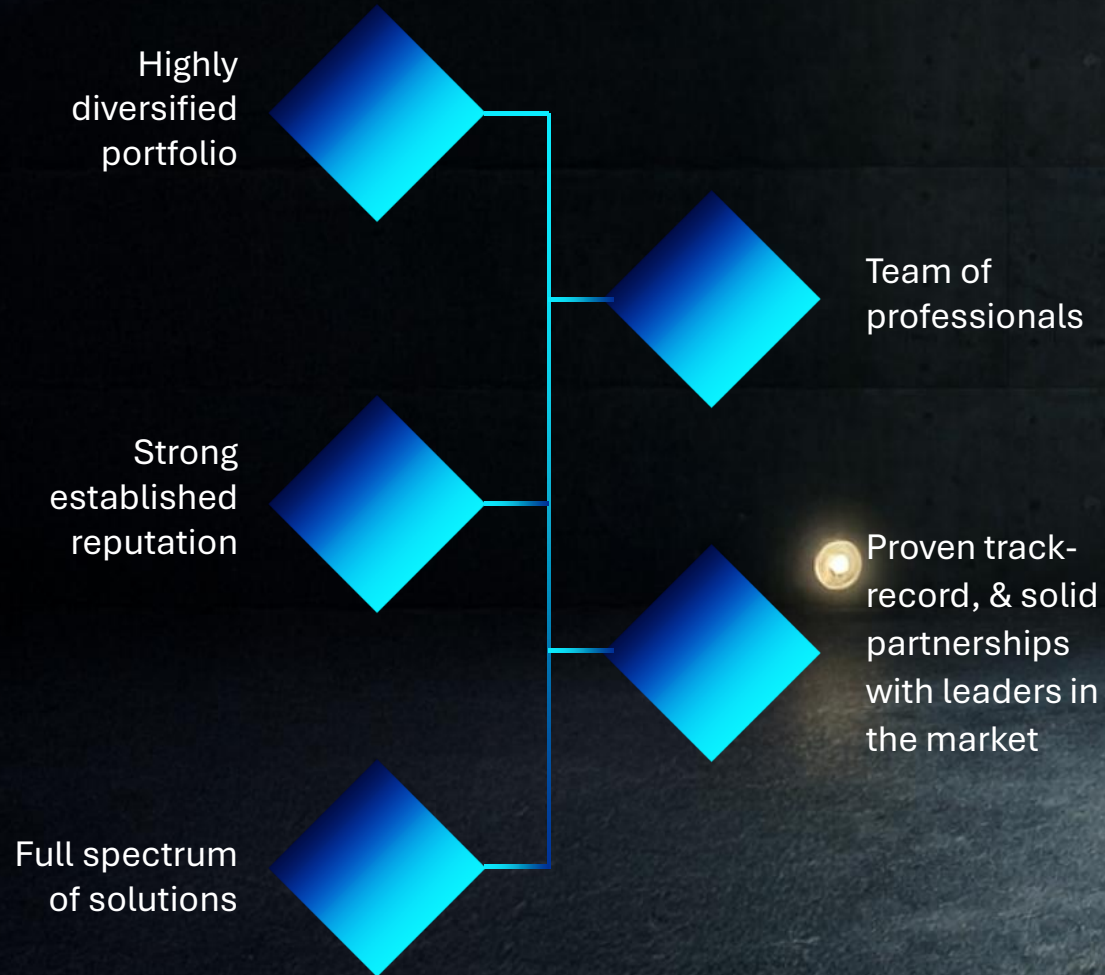 Highly
diversified
portfolio
Team of
professionals
Strong
established
reputation
Proven track-
record, & solid
partnerships
with leaders in
the market
Full spectrum
of solutions